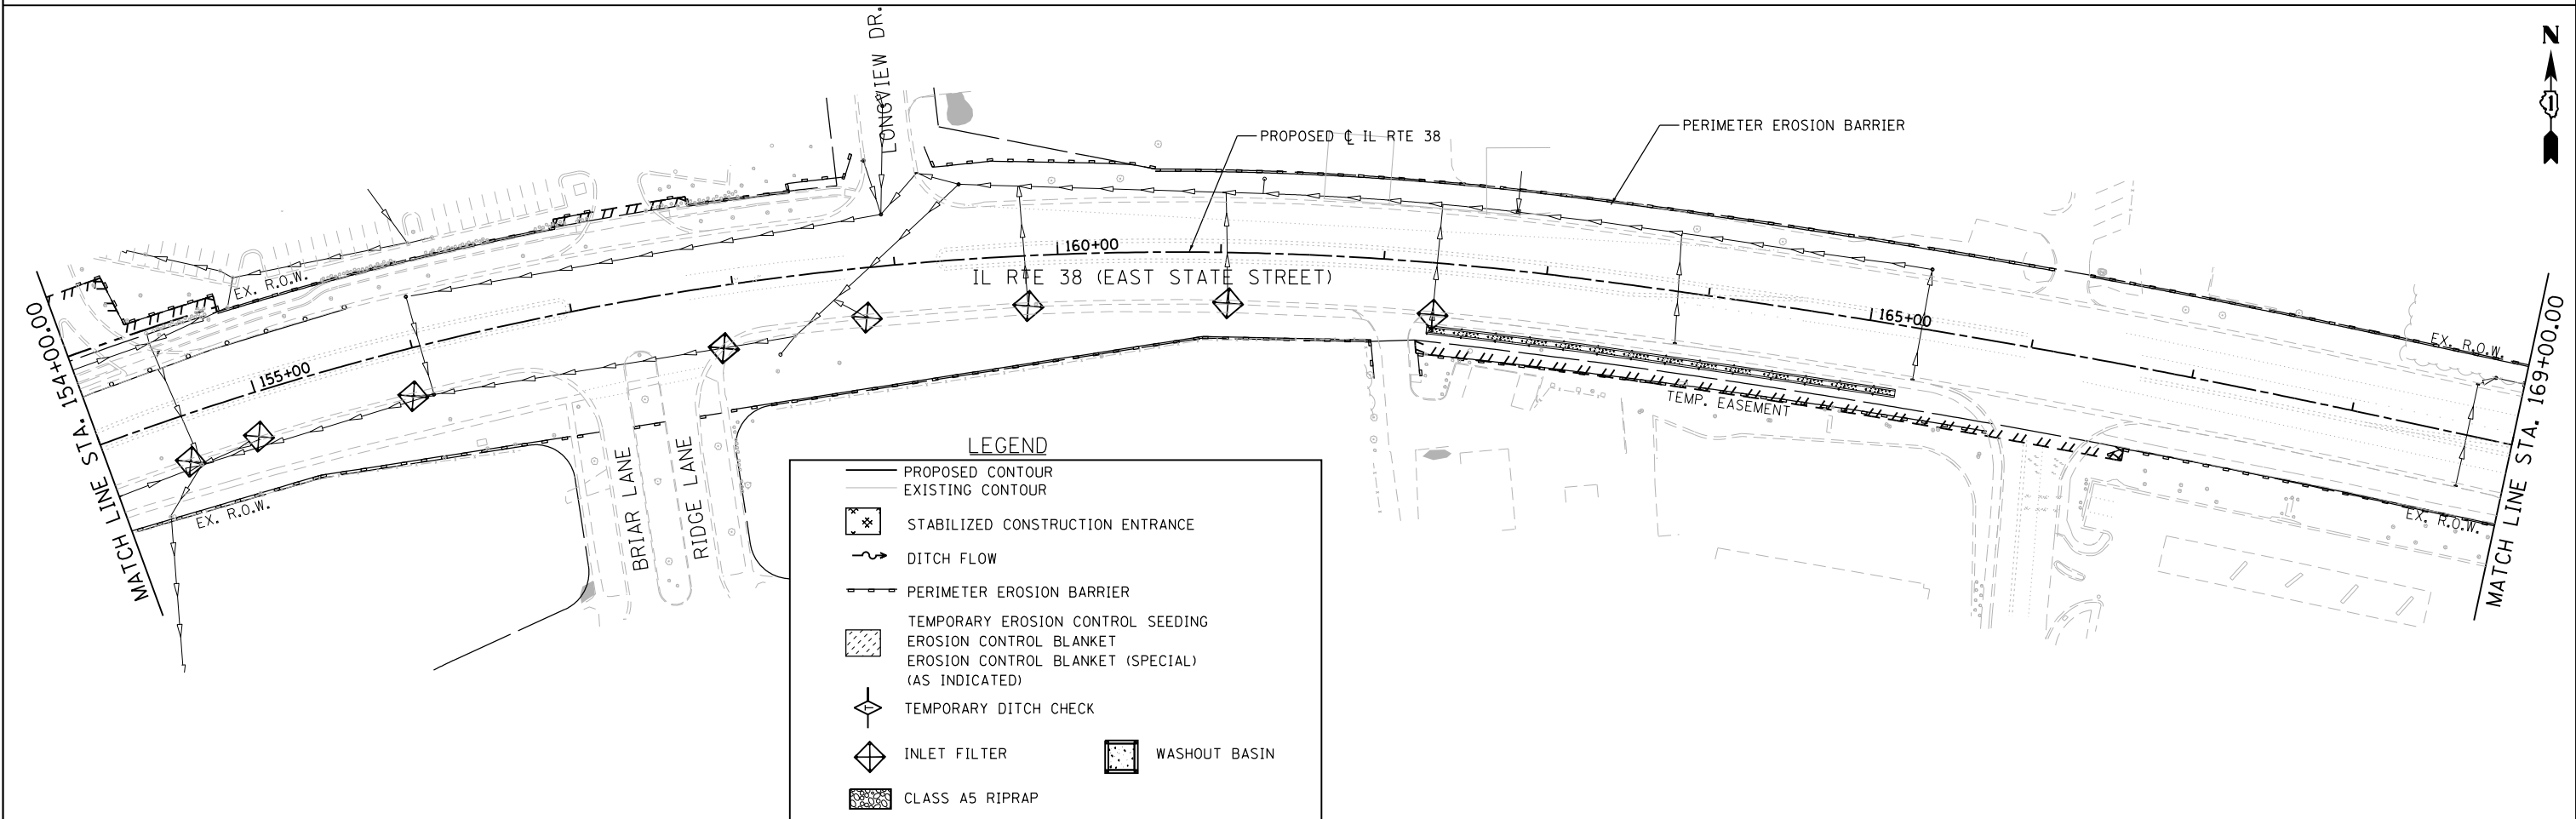 N
1
LONGVIEW DR.
PROPOSED ℄ IL RTE 38
PERIMETER EROSION BARRIER
160+00
IL RTE 38 (EAST STATE STREET)
EX. R.O.W.
165+00
EX. R.O.W.
155+00
TEMP. EASEMENT
MATCH LINE STA. 154+00.00
MATCH LINE STA. 169+00.00
EX. R.O.W.
EX. R.O.W.
BRIAR LANE
RIDGE LANE
LEGEND
PROPOSED CONTOUR
EXISTING CONTOUR
STABILIZED CONSTRUCTION ENTRANCE
DITCH FLOW
PERIMETER EROSION BARRIER
TEMPORARY EROSION CONTROL SEEDING
EROSION CONTROL BLANKET
EROSION CONTROL BLANKET (SPECIAL)
(AS INDICATED)
TEMPORARY DITCH CHECK
INLET FILTER
WASHOUT BASIN
CLASS A5 RIPRAP